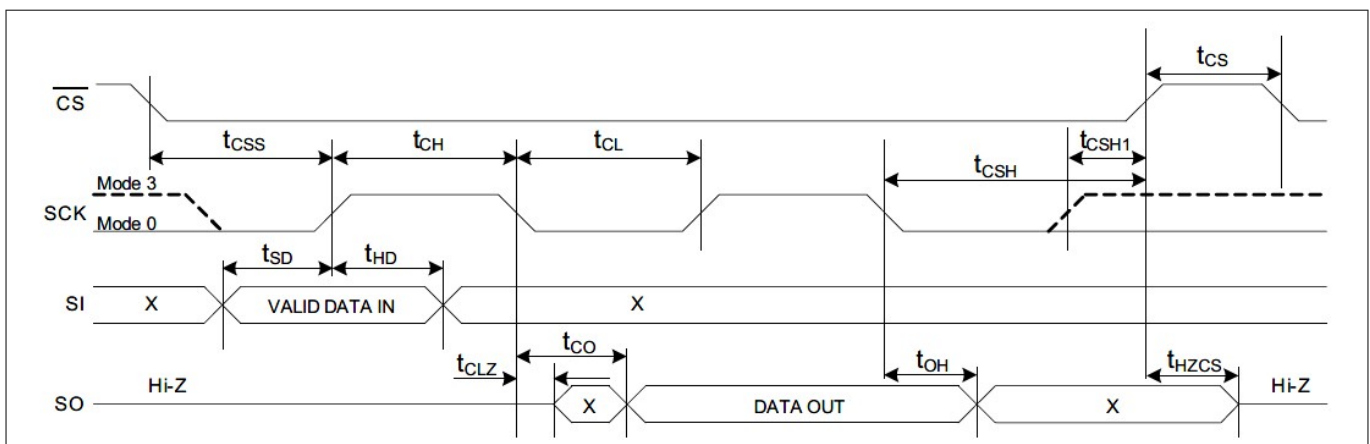 tCS
CS
tCSS
tCH
tCL
tCSH1
tCSH
Mode 3
SCK
Mode 0
tSD
tHD
SI
X
VALID DATA IN
X
tCO
tCLZ
tOH
tHZCS
Hi-Z
Hi-Z
SO
X
DATA OUT
X